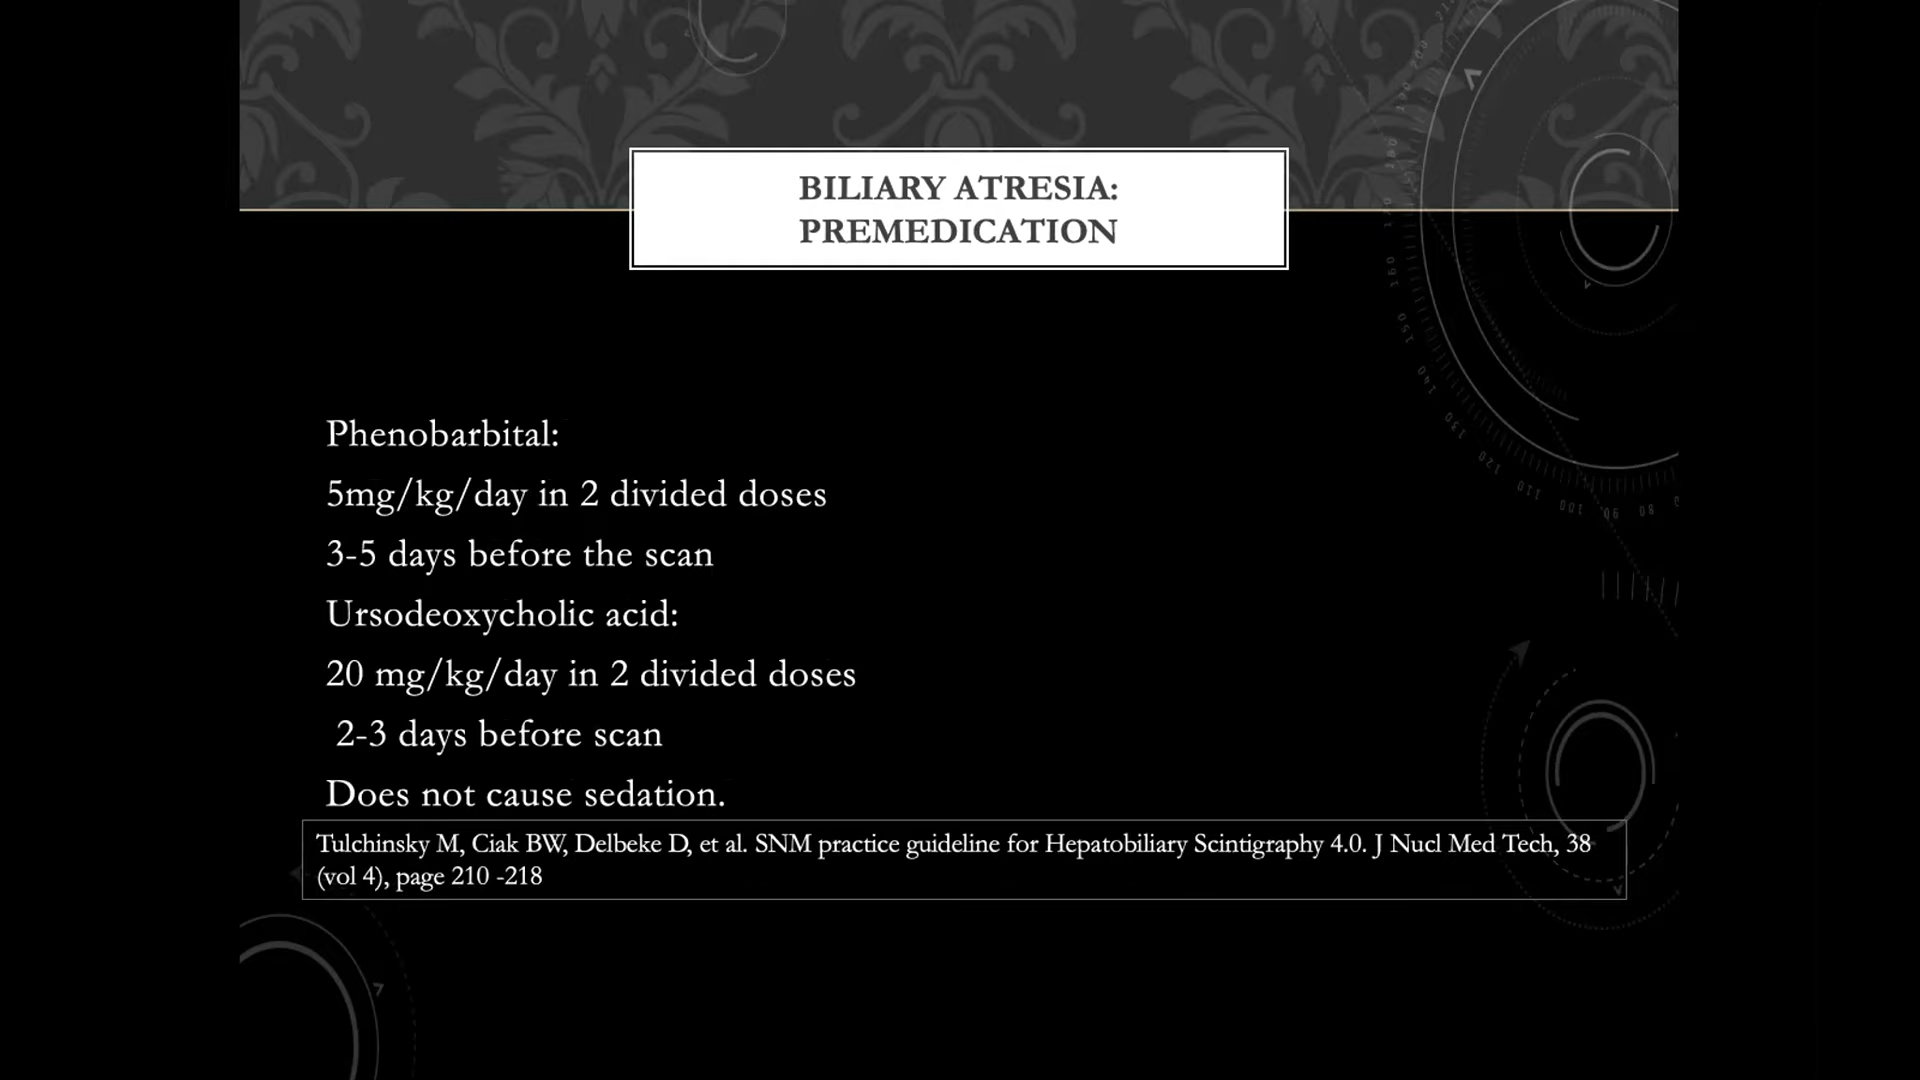 BILIARY ATRESIA:
PREMEDICATION
Phenobarbital:
5mg/kg/day in 2 divided doses
3-5 days before the scan
Ursodeoxycholic acid:
20 mg/kg/day in 2 divided doses
2-3 days before scan
Does not cause sedation.
Tulchinsky M, Ciak BW, Delbeke D, et al. SNM practice guideline for Hepatobiliary Scintigraphy 4.0. J Nucl Med Tech, 38
(vol 4), page 210 -218